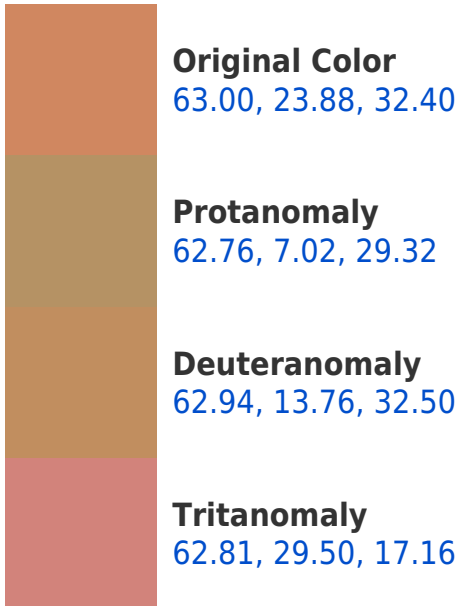 Original Color
63.00, 23.88, 32.40
Protanomaly
62.76, 7.02, 29.32
Deuteranomaly
62.94, 13.76, 32.50
Tritanomaly
62.81, 29.50, 17.16